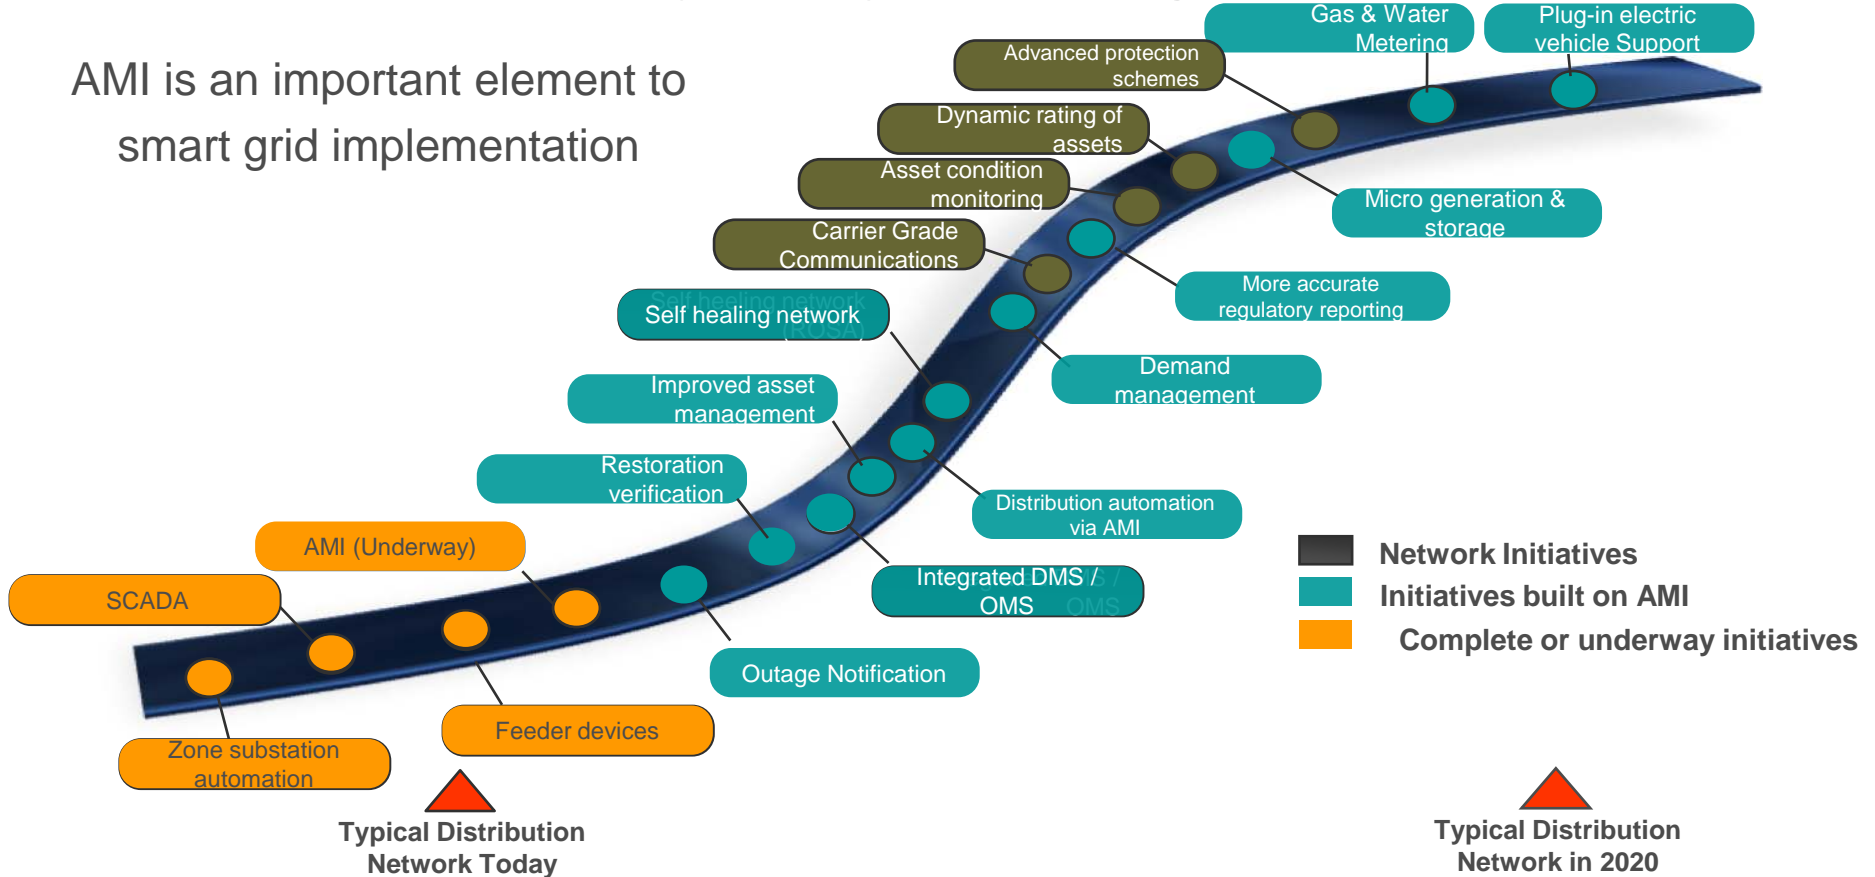 AMI is an important element to
smart grid implementation
Gas & Water
Metering
Plug-in electric
vehicle Support
Advanced protection
schemes
Dynamic rating of
assets
Asset condition
monitoring
Micro generation &
storage
Carrier Grade
Communications
More accurate
regulatory reporting
Self heeling network
(ROSA)
Self healing network
Demand
management
Improved asset
management
Restoration
verification
Distribution automation
via AMI
AMI (Underway)
Integrated DMS /
OMS
SCADA
Outage Notification
Feeder devices
Zone substation
automation
Network Initiatives
Initiatives built on AMI
Complete or underway initiatives
Typical Distribution
Network Today
Typical Distribution
Network in 2020